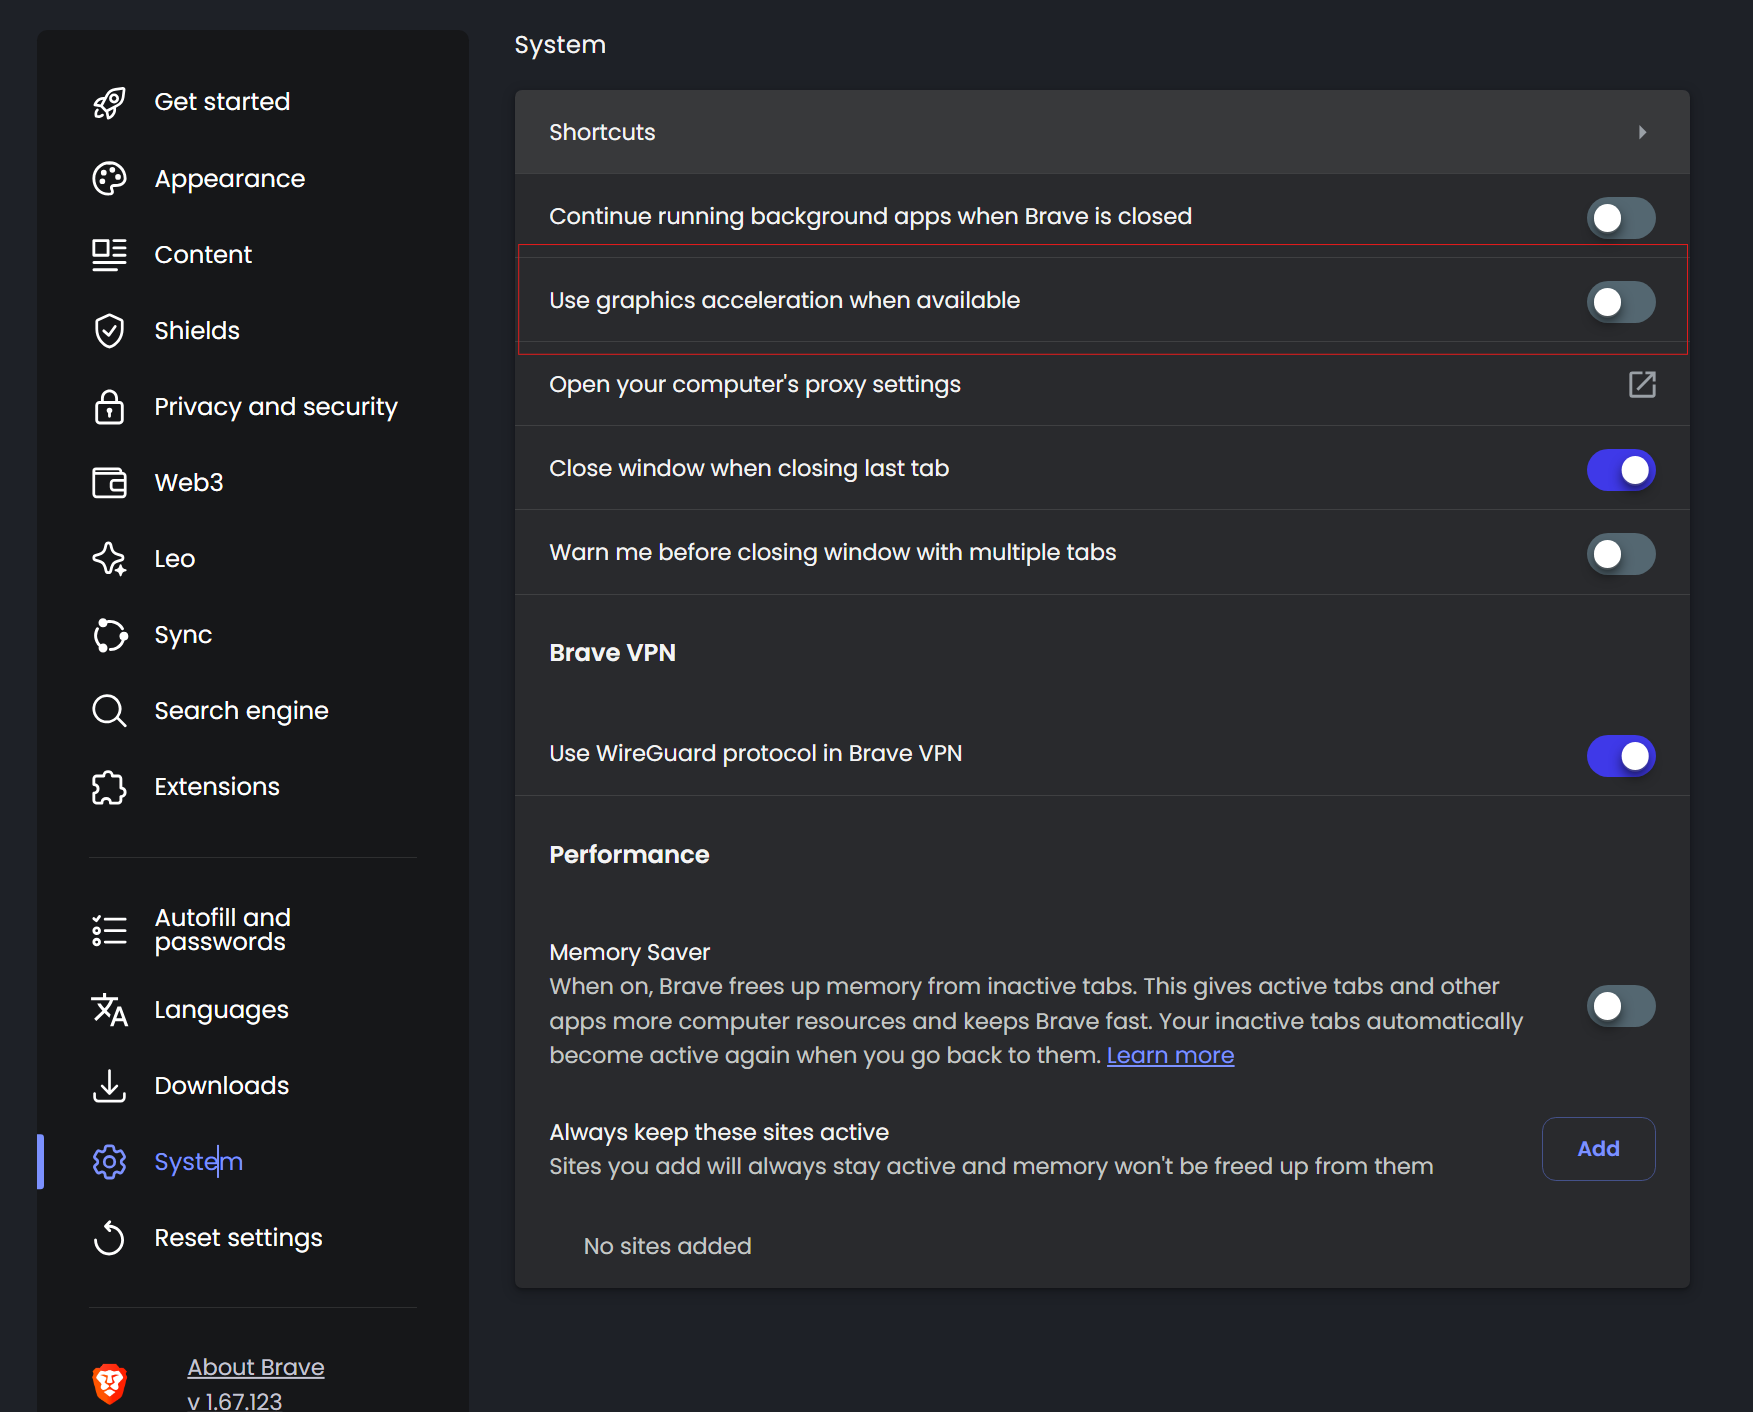 Get started
Appearance
Content
Shields
Privacy and security
Web3
Leo
Sync
Search engine
Extensions
Autofill and
passwords
Languages
Downloads
System
Reset settings
About Brave
v 1.67.123
System
Shortcuts
Continue running background apps when Brave is closed
Use graphics acceleration when available
Open your computer's proxy settings
Close window when closing last tab
Warn me before closing window with multiple tabs
Brave VPN
Use WireGuard protocol in Brave VPN
Performance
Memory Saver
When on, Brave frees up memory from inactive tabs. This gives active tabs and other
apps more computer resources and keeps Brave fast. Your inactive tabs automatically
become active again when you go back to them. Learn more
Always keep these sites active
Sites you add will always stay active and memory won't be freed up from them
Add
No sites added